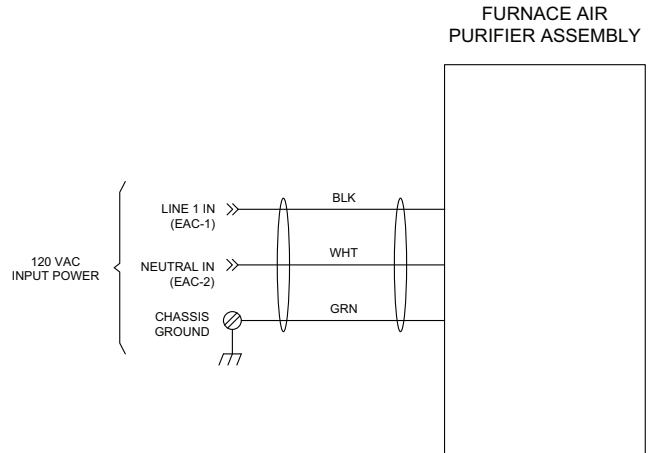 FURNACE AIR
PURIFIER ASSEMBLY
120 VAC
INPUT POWER
LINE 1 IN
(EAC-1)
BLK
NEUTRAL IN
(EAC-2)
WHT
CHASSIS
GROUND
GRN